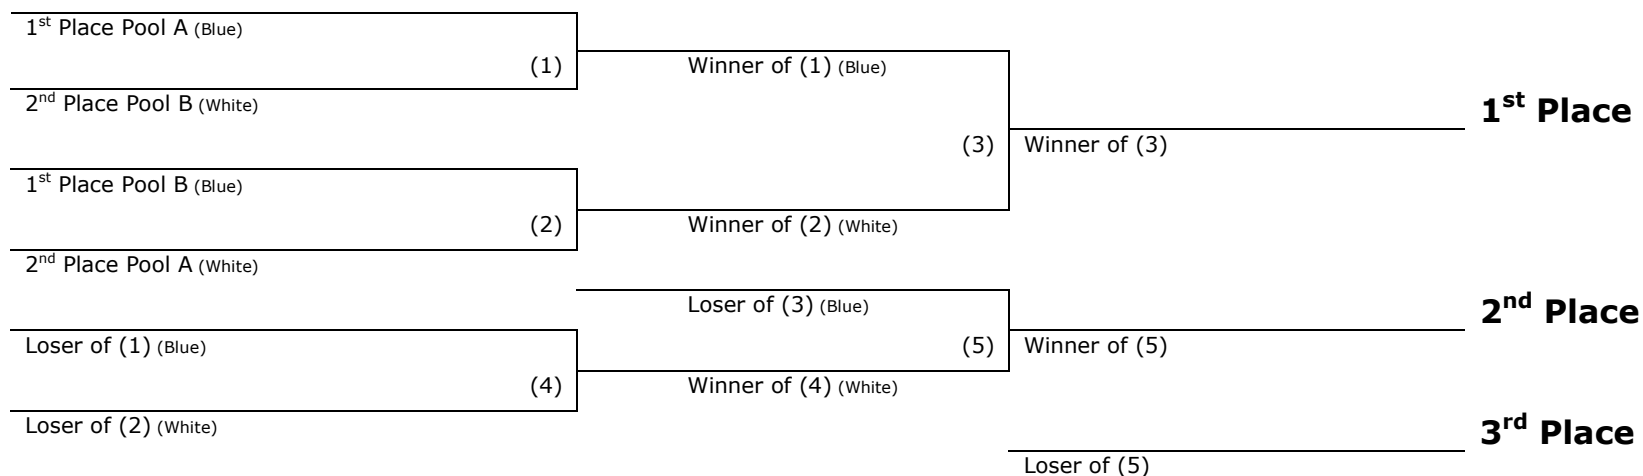 1st Place Pool A (Blue)
(1)
Winner of (1) (Blue)
2nd Place Pool B (White)
1st Place
(3)
Winner of (3)
1st Place Pool B (Blue)
(2)
Winner of (2) (White)
2nd Place Pool A (White)
Loser of (3) (Blue)
2nd Place
Loser of (1) (Blue)
(5)
Winner of (5)
(4)
Winner of (4) (White)
Loser of (2) (White)
3rd Place
Loser of (5)